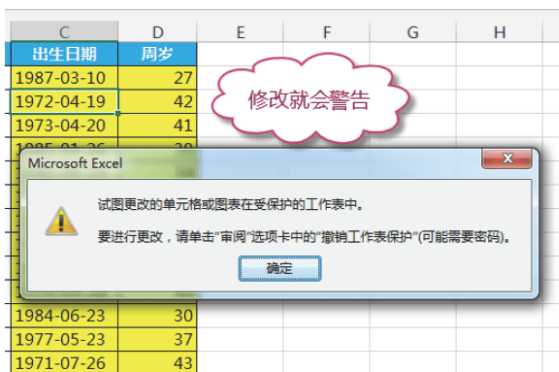 C D E F G H
出生日期 周岁
1987-03-10 27
1972-04-19 42
1973-04-20 41
修改就会警告
Microsoft Excel
试图更改的单元格或图表在受保护的工作表中。
要进行更改，请单击“审阅”选项卡中的“撤销工作表保护”(可能需要密码)。
确定
1984-06-23 30
1977-05-23 37
1971-07-26 43